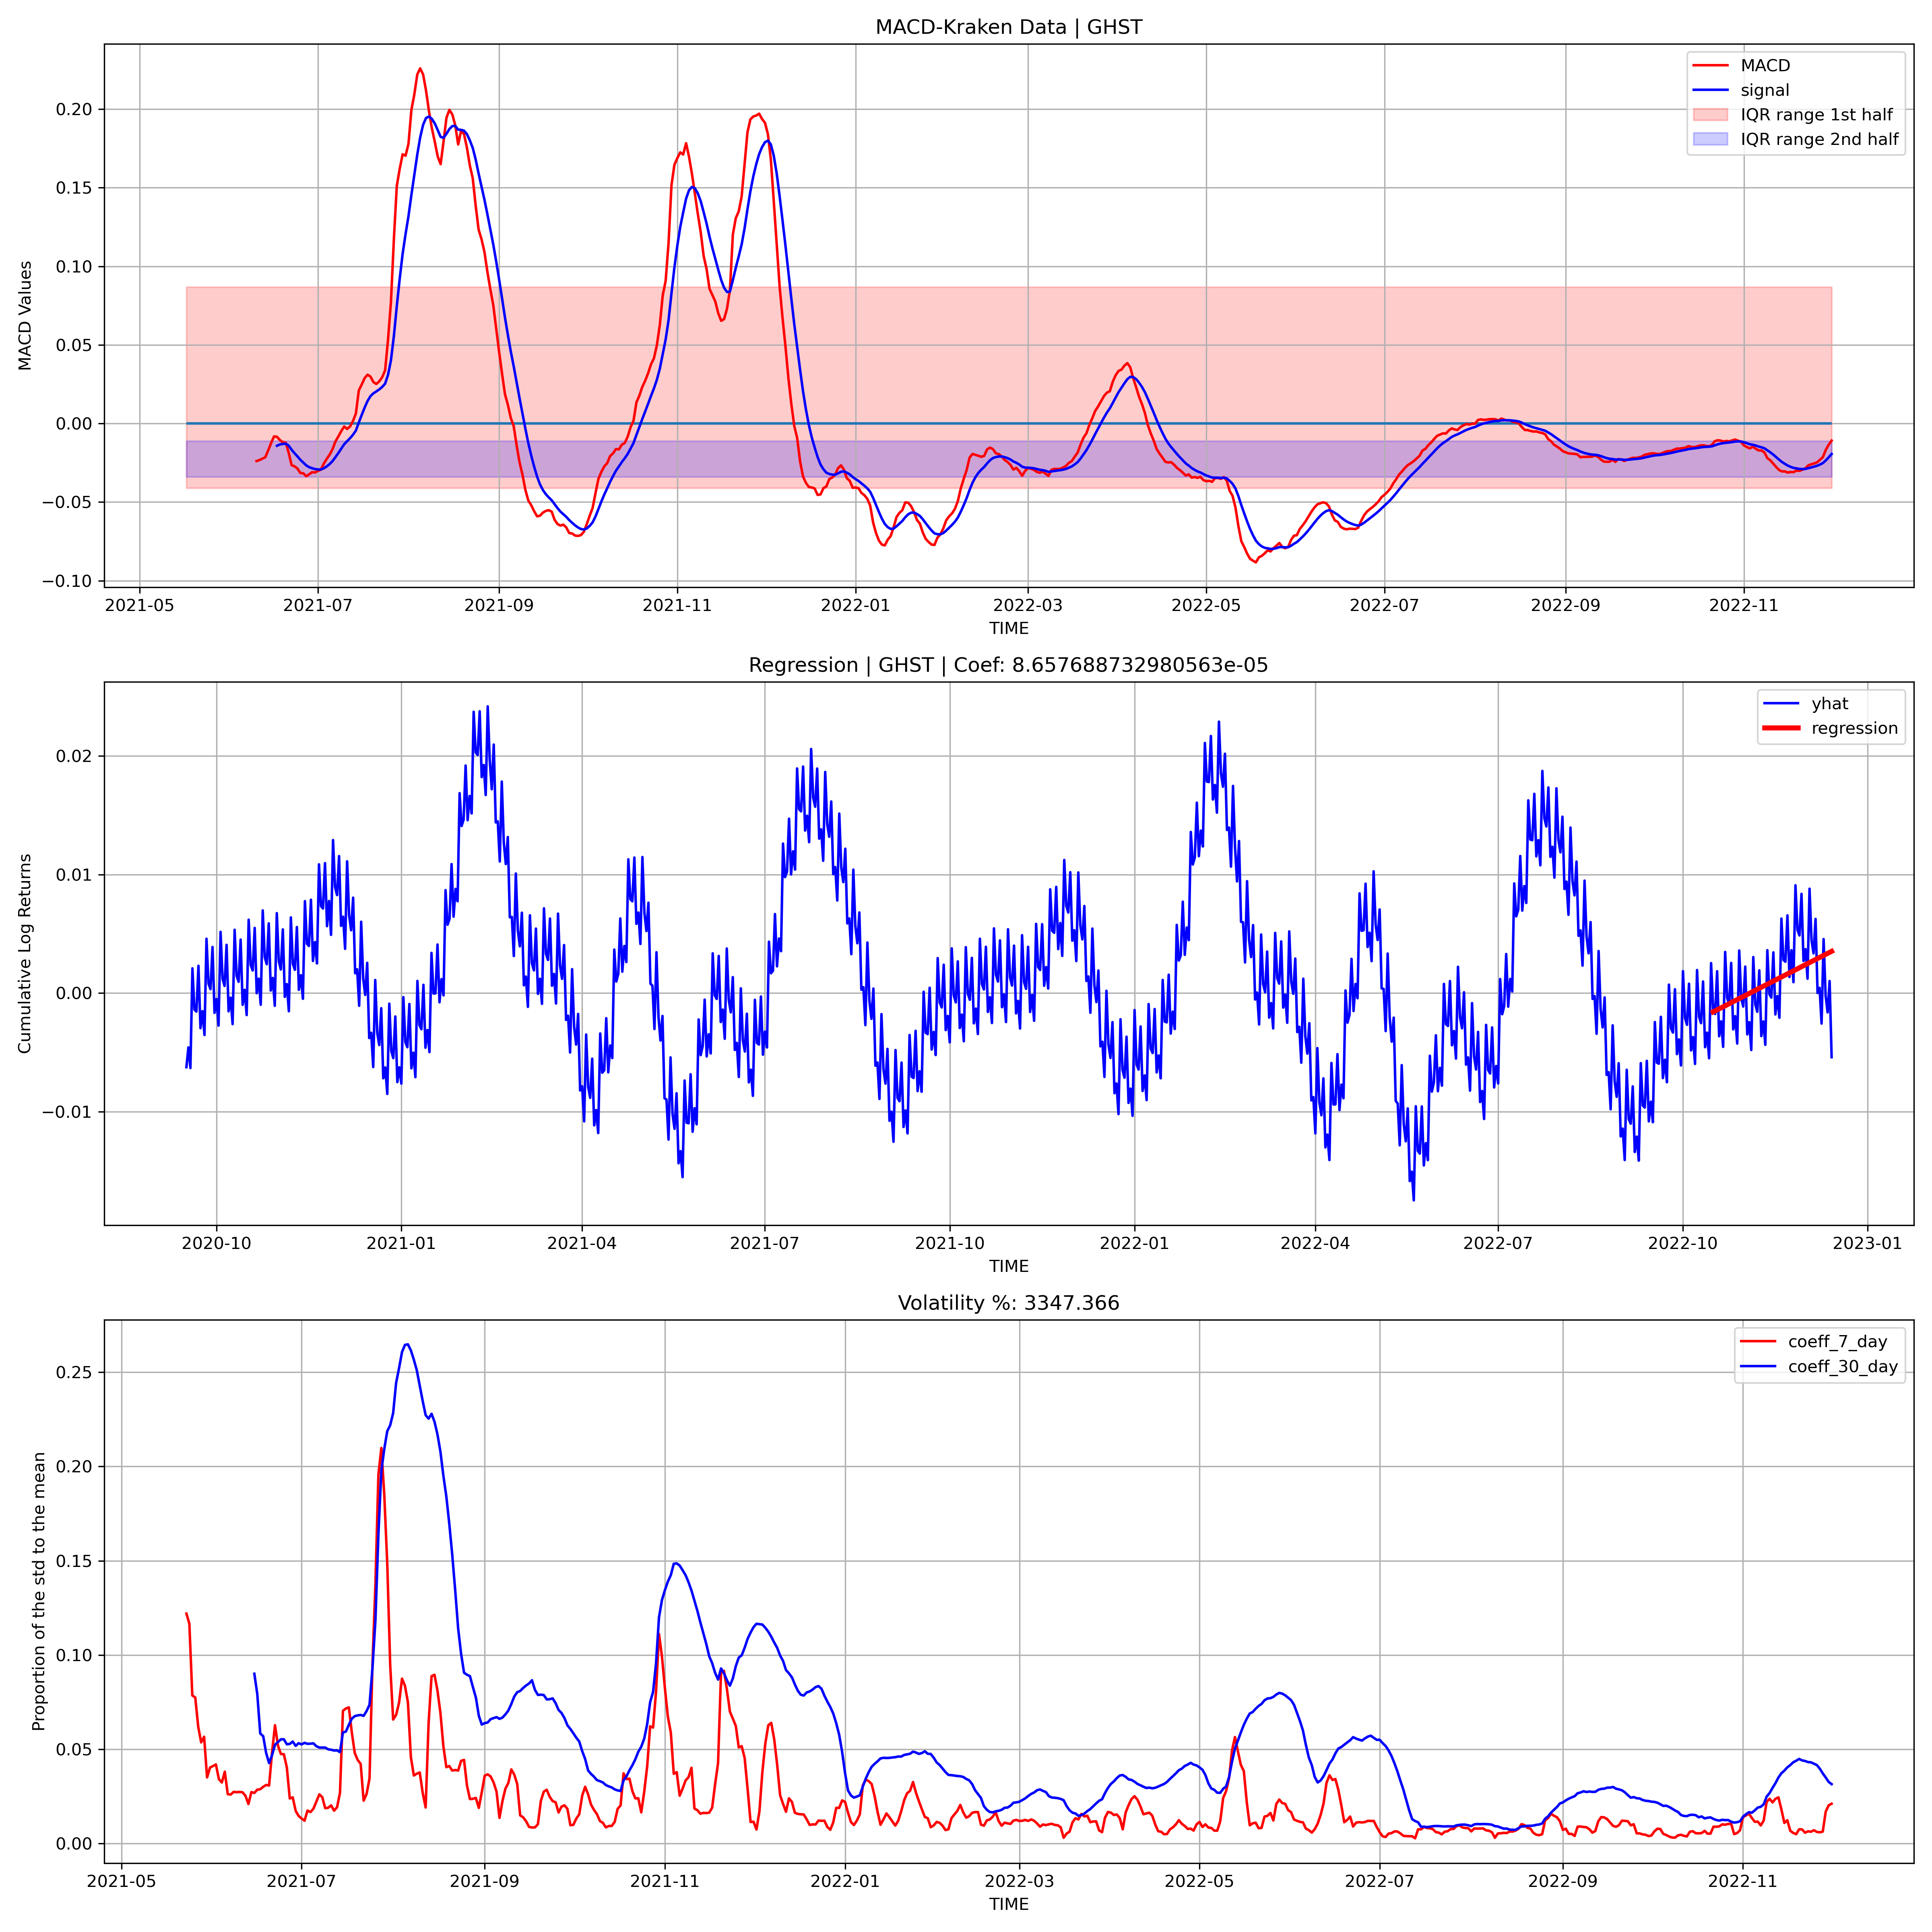 MACD-Kraken Data | GHST
MACD Values
0.20
0.15
0.10
0.05
0.00
−0.05
−0.10
MACD
signal
IQR range 1st half
IQR range 2nd half
2021-05 2021-07 2021-09 2021-11 2022-01 2022-03 2022-05 2022-07 2022-09 2022-11
TIME
Regression | GHST | Coef: 8.657688732980563e-05
Cumulative Log Returns
0.02
0.01
0.00
−0.01
yhat
regression
2020-10 2021-01 2021-04 2021-07 2021-10 2022-01 2022-04 2022-07 2022-10 2023-01
TIME
Volatility %: 3347.366
Proportion of the std to the mean
0.25
0.20
0.15
0.10
0.05
0.00
coeff_7_day
coeff_30_day
2021-05 2021-07 2021-09 2021-11 2022-01 2022-03 2022-05 2022-07 2022-09 2022-11
TIME